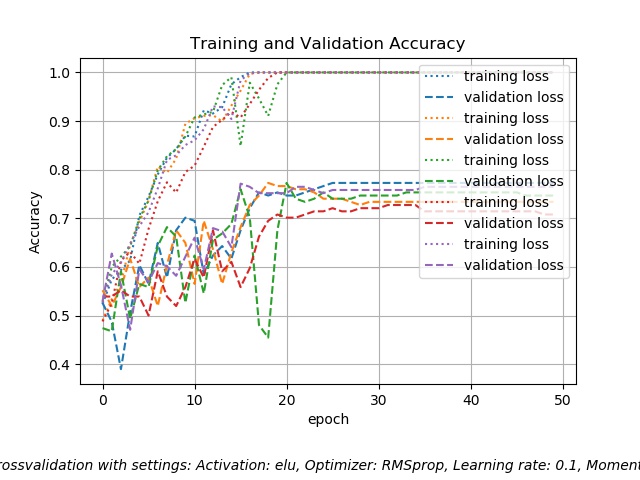 Training and Validation Accuracy
1.0
0.9
0.8
0.7
0.6
0.5
0.4
Accuracy
training loss
validation loss
training loss
validation loss
training loss
validation loss
training loss
validation loss
training loss
validation loss
0 10 20 30 40 50
epoch
rossvalidation with settings: Activation: elu, Optimizer: RMSprop, Learning rate: 0.1, Moment